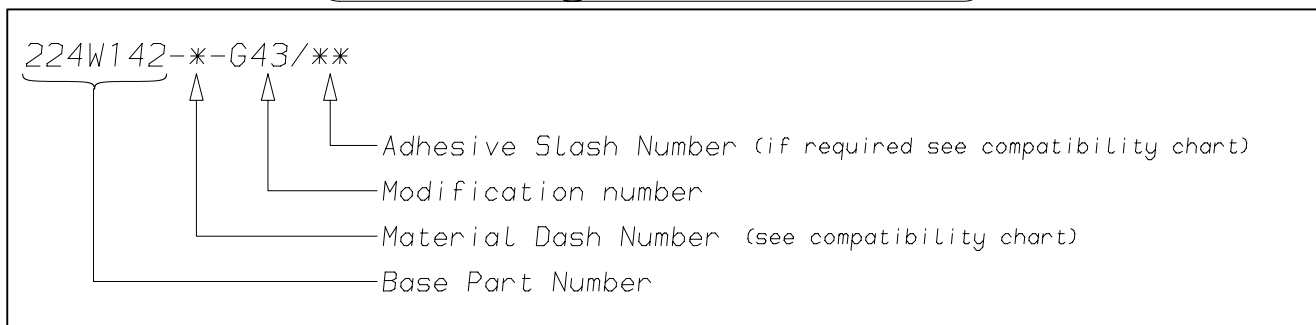 224W142-*-G43/**
Adhesive Slash Number (if required see compatibility chart)
Modification number
Material Dash Number (see compatibility chart)
Base Part Number